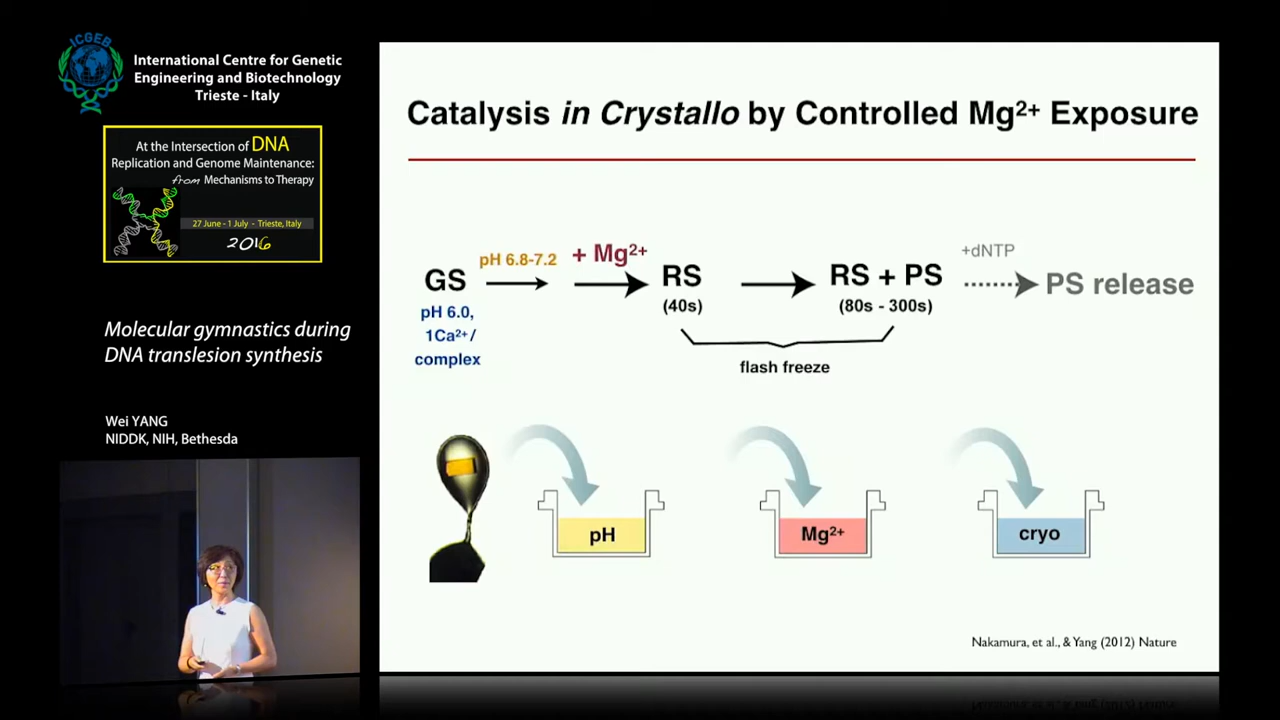 ICGEB
International Centre for Genetic
Engineering and Biotechnology
Trieste - Italy
At the Intersection of DNA
Replication and Genome Maintenance:
from Mechanisms to Therapy
27 June - 1 July - Trieste, Italy
2016
Molecular gymnastics during
DNA translesion synthesis
Wei YANG
NIDDK, NIH, Bethesda
Catalysis in Crystallo by Controlled Mg²⁺ Exposure
GS
pH 6.0,
1Ca²⁺/
complex
pH 6.8-7.2
+ Mg²⁺
RS
(40s)
RS + PS
(80s - 300s)
+dNTP
PS release
flash freeze
pH
Mg²⁺
cryo
Nakamura, et al., & Yang (2012) Nature